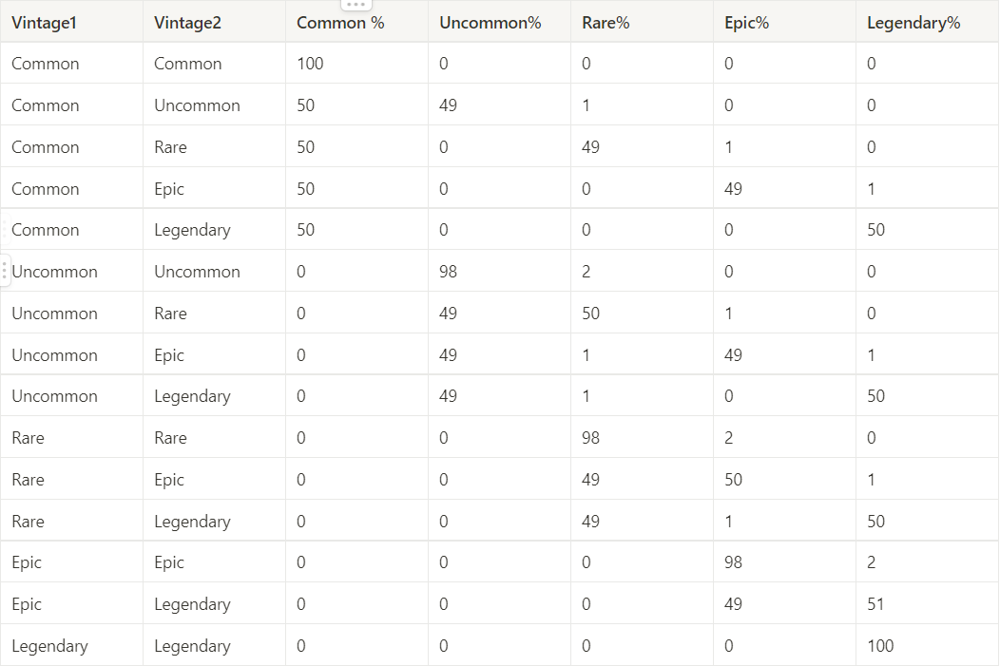 Vintage1 Vintage2 Common % Uncommon% Rare% Epic% Legendary%
Common Common 100 0 0 0 0
Common Uncommon 50 49 1 0 0
Common Rare 50 0 49 1 0
Common Epic 50 0 0 49 1
Common Legendary 50 0 0 0 50
Uncommon Uncommon 0 98 2 0 0
Uncommon Rare 0 49 50 1 0
Uncommon Epic 0 49 1 49 1
Uncommon Legendary 0 49 1 0 50
Rare Rare 0 0 98 2 0
Rare Epic 0 0 49 50 1
Rare Legendary 0 0 49 1 50
Epic Epic 0 0 0 98 2
Epic Legendary 0 0 0 49 51
Legendary Legendary 0 0 0 0 100